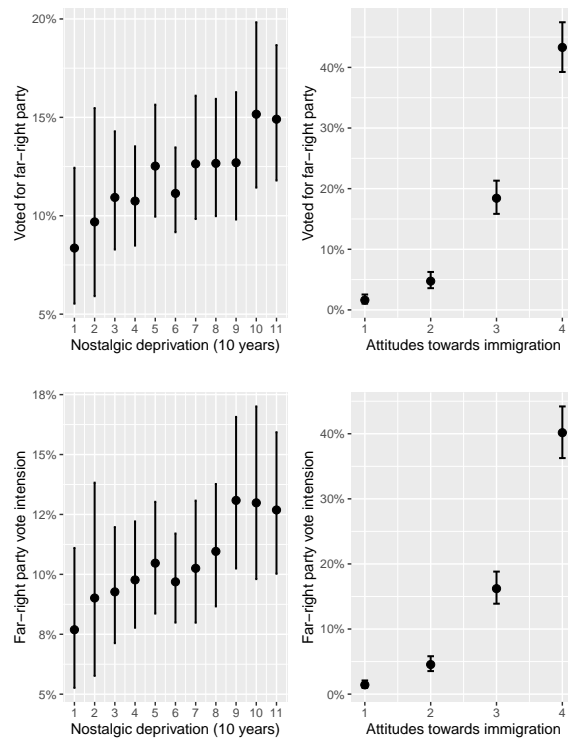 Voted for far−right party
20%
15%
10%
5%
1 2 3 4 5 6 7 8 9 10 11
Nostalgic deprivation (10 years)
Voted for far−right party
40%
30%
20%
10%
0%
1 2 3 4
Attitudes towards immigration
Far−right party vote intension
18%
15%
12%
10%
8%
5%
1 2 3 4 5 6 7 8 9 10 11
Nostalgic deprivation (10 years)
Far−right party vote intension
40%
30%
20%
10%
0%
1 2 3 4
Attitudes towards immigration